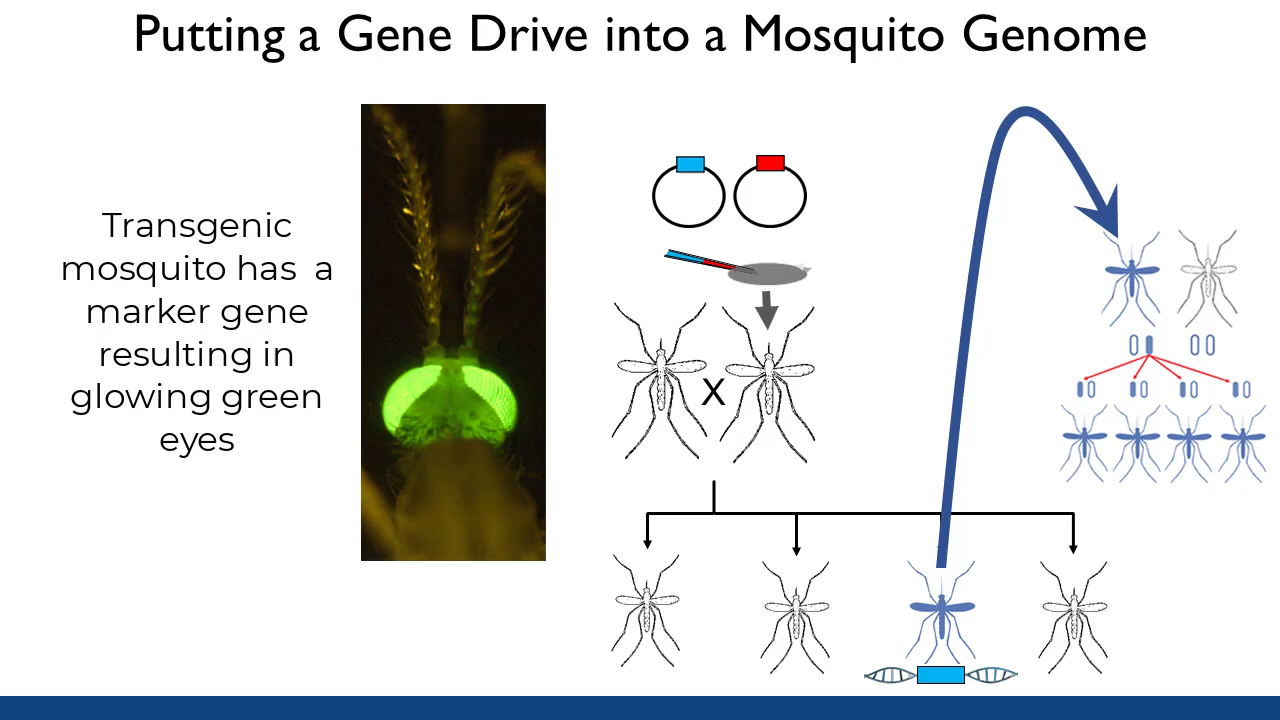 Putting a Gene Drive into a Mosquito Genome
Transgenic
mosquito has  a
marker gene
resulting in
glowing green
eyes
X